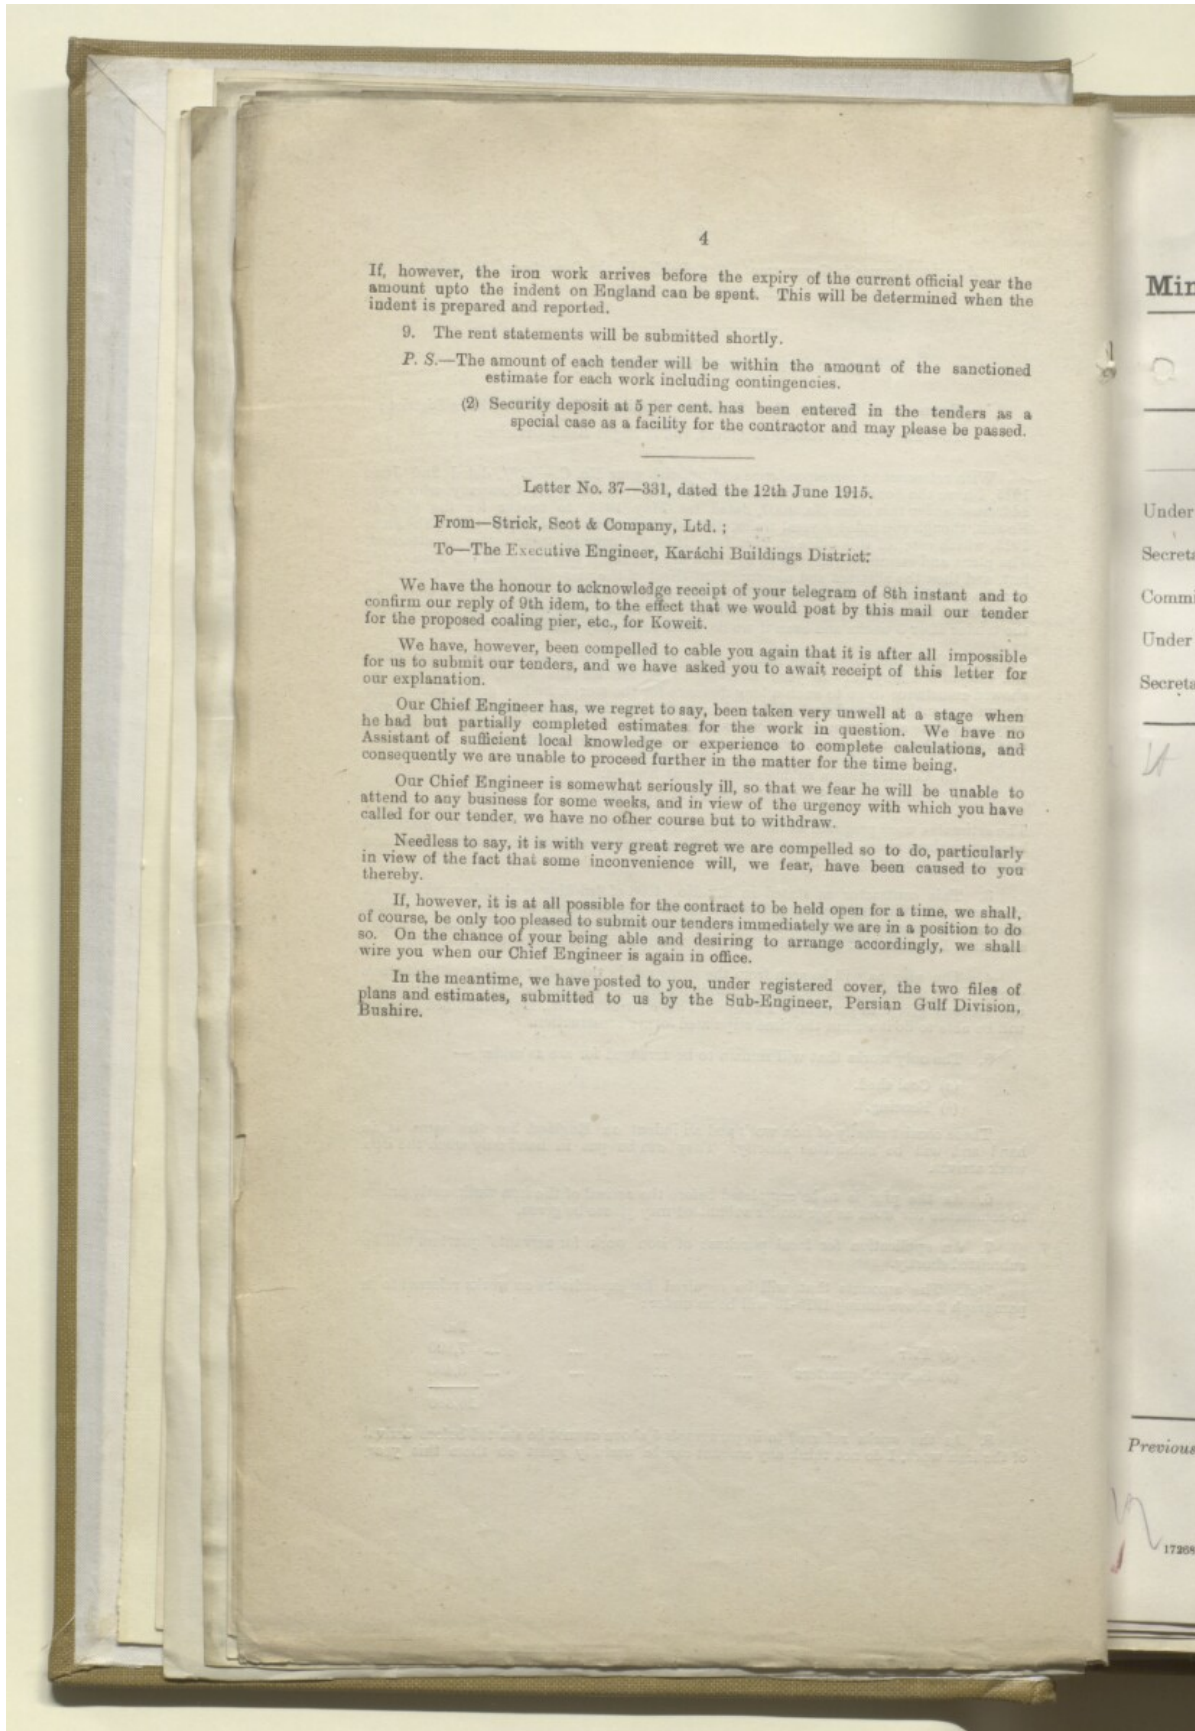 4
If, however, the iron work arrives before the expiry of the current official year the
amount upto the indent on England can be spent. This will be determined when the
indent is prepared and reported.
9. The rent statements will be submitted shortly.
P. S.—The amount of each tender will be within the amount of the sanctioned
estimate for each work including contingencies.
(2) Security deposit at 5 per cent. has been entered in the tenders as a
special case as a facility for the contractor and may please be passed.
Letter No. 37—331, dated the 12th June 1915.
From—Strick, Scot & Company, Ltd. ;
To—The Executive Engineer, Karáchi Buildings District:
We have the honour to acknowledge receipt of your telegram of 8th instant and to
confirm our reply of 9th idem, to the effect that we would post by this mail our tender
for the proposed coaling pier, etc., for Koweit.
We have, however, been compelled to cable you again that it is after all impossible
for us to submit our tenders, and we have asked you to await receipt of this letter for
our explanation.
Our Chief Engineer has, we regret to say, been taken very unwell at a stage when
he had but partially completed estimates for the work in question. We have no
Assistant of sufficient local knowledge or experience to complete calculations, and
consequently we are unable to proceed further in the matter for the time being.
Our Chief Engineer is somewhat seriously ill, so that we fear he will be unable to
attend to any business for some weeks, and in view of the urgency with which you have
called for our tender, we have no other course but to withdraw.
Needless to say, it is with very great regret we are compelled so to do, particularly
in view of the fact that some inconvenience will, we fear, have been caused to you
thereby.
If, however, it is at all possible for the contract to be held open for a time, we shall,
of course, be only too pleased to submit our tenders immediately we are in a position to do
so. On the chance of your being able and desiring to arrange accordingly, we shall
wire you when our Chief Engineer is again in office.
In the meantime, we have posted to you, under registered cover, the two files of
plans and estimates, submitted to us by the Sub-Engineer, Persian Gulf Division,
Bushire.
Min
Under
Secreta
Commi
Under
Secreta
Previous
17268